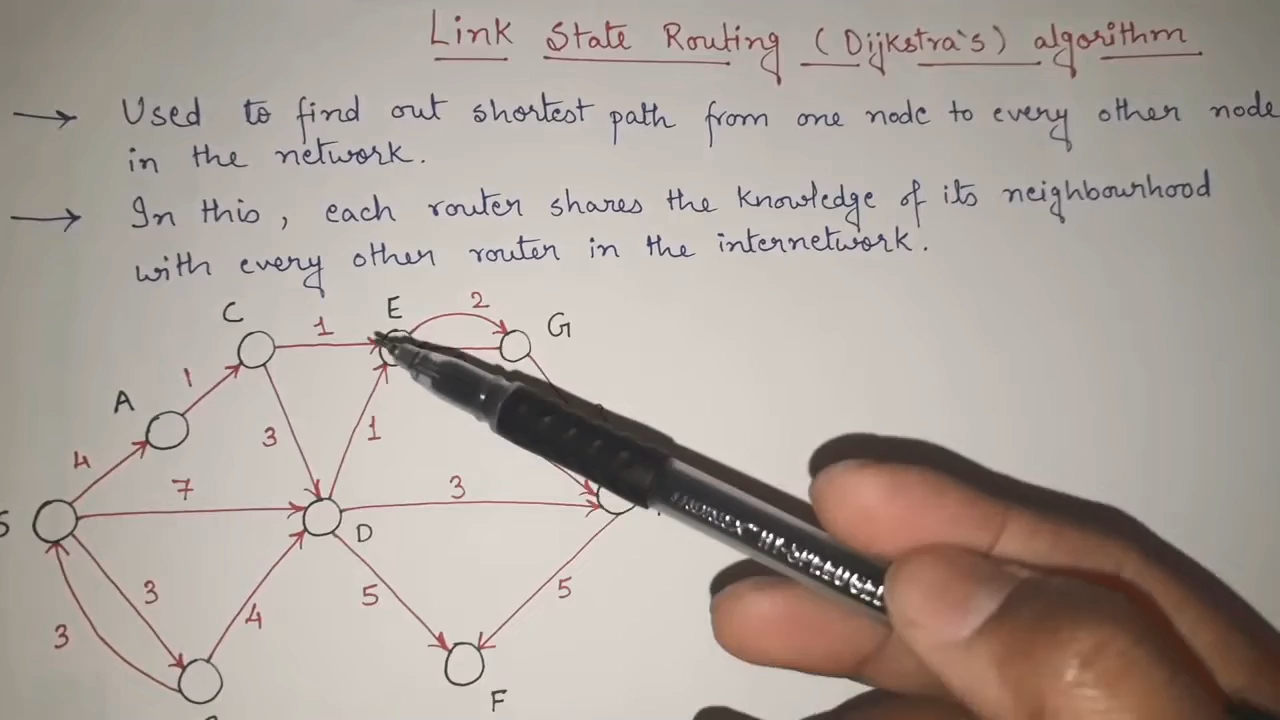 Link State Routing (Dijkstra's) algorithm
→ Used to find out shortest path from one node to every other node
in the network.
→ In this, each router shares the knowledge of its neighbourhood
with every other router in the internetwork.
C 1 E 2 G
A 1
4 7 3 1 3
S D
3 3 4 5 5
F